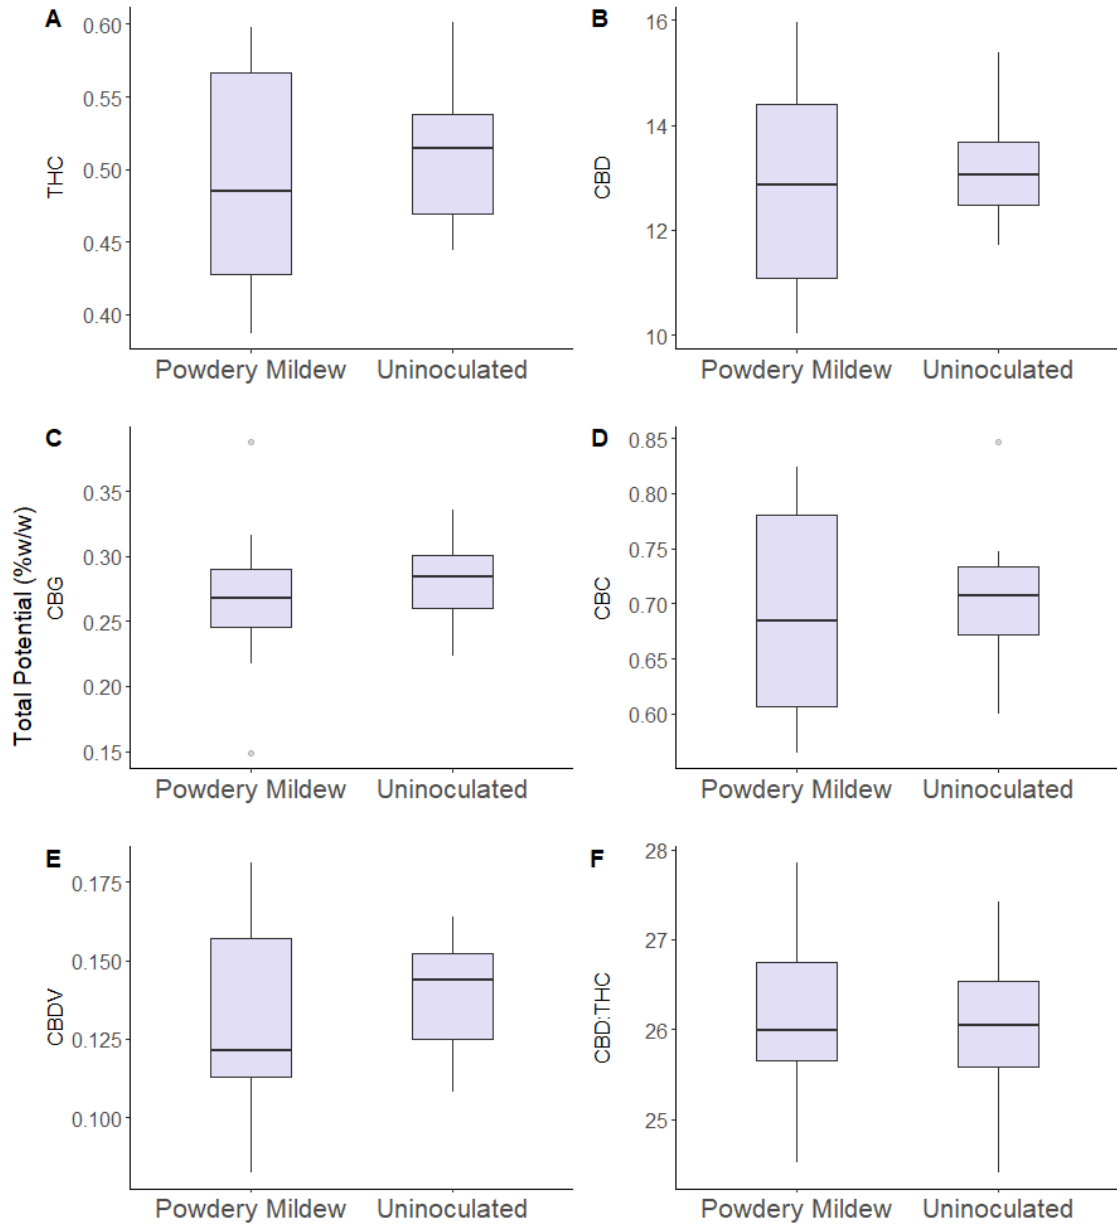 A
THC
0.60
0.55
0.50
0.45
0.40
Powdery Mildew Uninoculated
B
CBD
16
14
12
10
Powdery Mildew Uninoculated
Total Potential (%w/w)
C
CBG
0.35
0.30
0.25
0.20
0.15
Powdery Mildew Uninoculated
D
CBC
0.85
0.80
0.75
0.70
0.65
0.60
Powdery Mildew Uninoculated
E
CBDV
0.175
0.150
0.125
0.100
Powdery Mildew Uninoculated
F
CBD:THC
28
27
26
25
Powdery Mildew Uninoculated